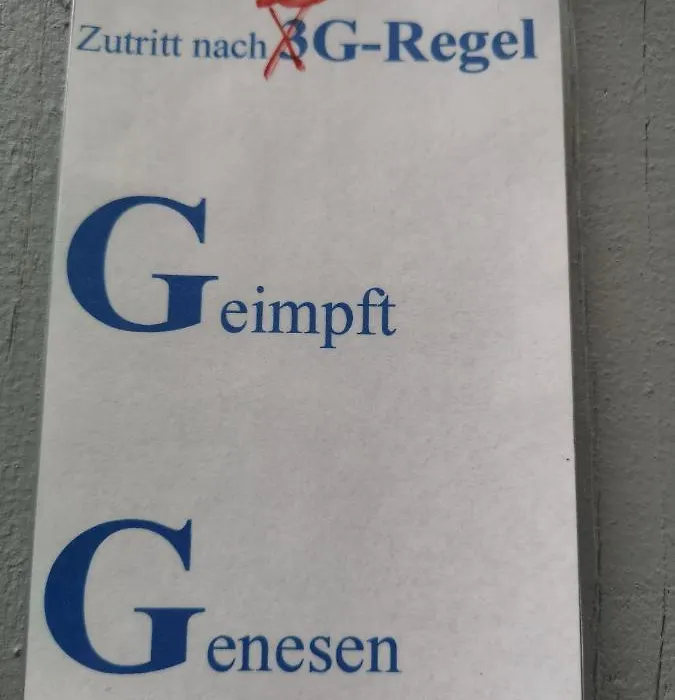 Zutritt nach 3G-Regel
Geimpft
Genesen